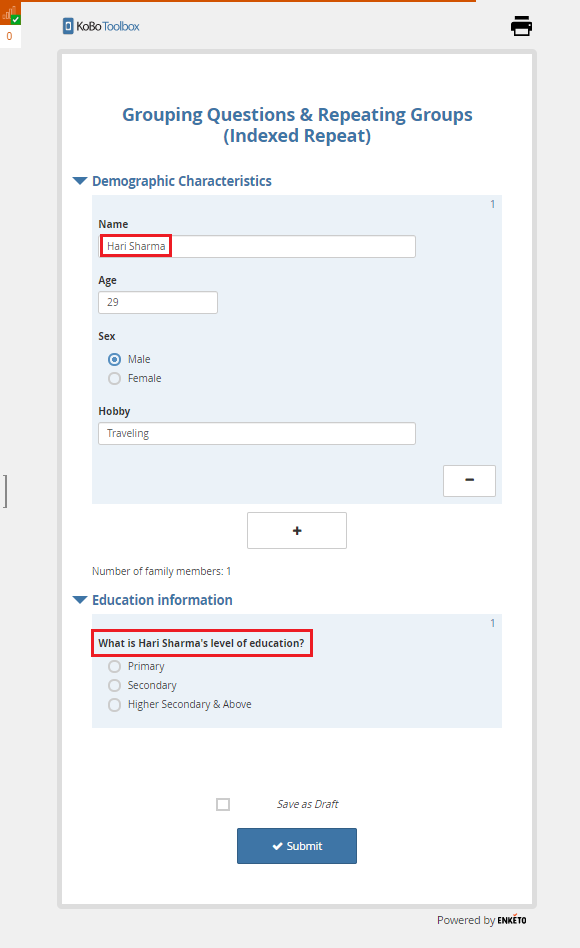 0
KoBoToolbox
Grouping Questions & Repeating Groups
(Indexed Repeat)
Demographic Characteristics
1
Name
Hari Sharma
Age
29
Sex
Male
Female
Hobby
Traveling
−
+
Number of family members: 1
Education information
1
What is Hari Sharma's level of education?
Primary
Secondary
Higher Secondary & Above
Save as Draft
Submit
Powered by ENKETO